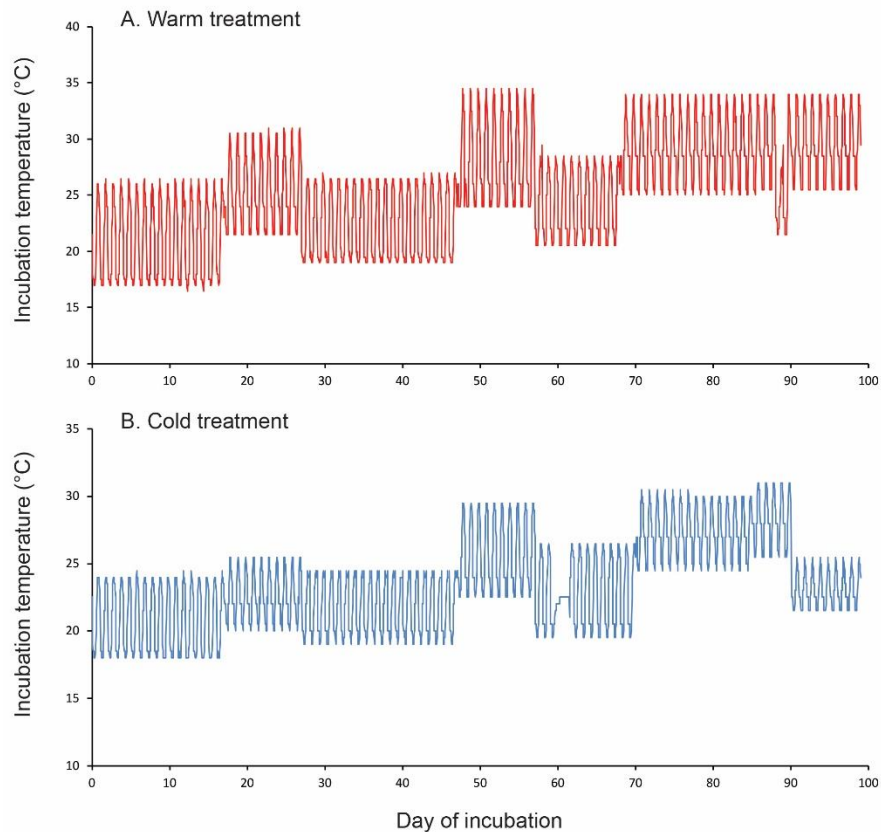 A. Warm treatment
Incubation temperature (°C)
40
35
30
25
20
15
10
0 10 20 30 40 50 60 70 80 90 100
B. Cold treatment
Incubation temperature (°C)
35
30
25
20
15
10
0 10 20 30 40 50 60 70 80 90 100
Day of incubation